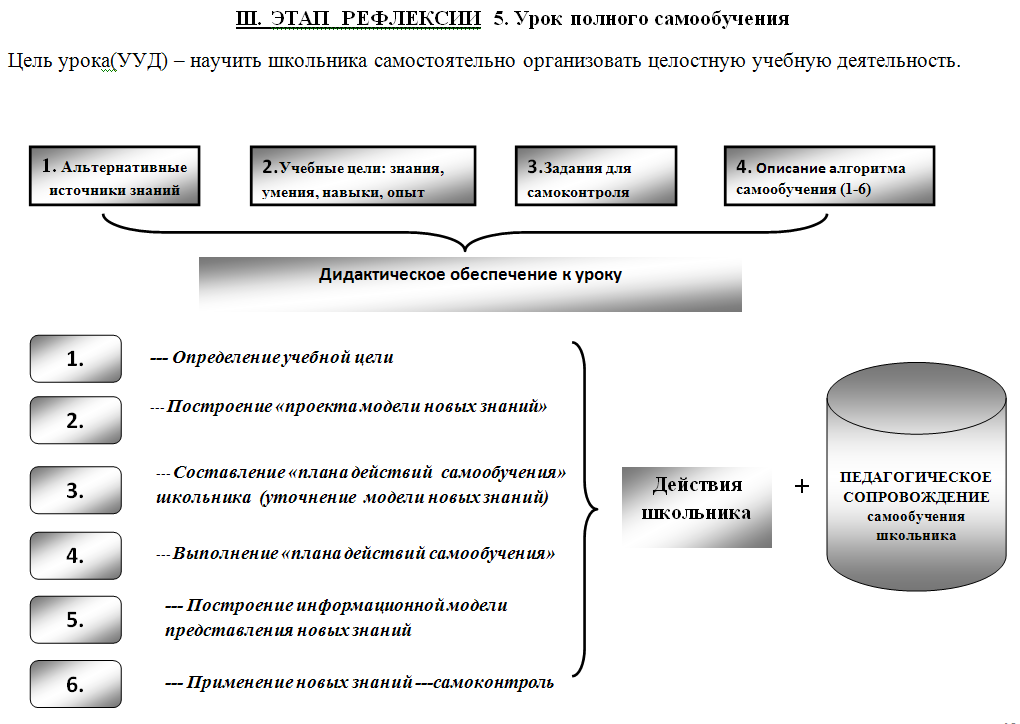 III. ЭТАП РЕФЛЕКСИИ 5. Урок полного самообучения
Цель урока(УУД) – научить школьника самостоятельно организовать целостную учебную деятельность.
1. Альтернативные
источники знаний
2.Учебные цели: знания,
умения, навыки, опыт
3.Задания для
самоконтроля
4. Описание алгоритма
самообучения (1-6)
Дидактическое обеспечение к уроку
1.
--- Определение учебной цели
2.
--- Построение «проекта модели новых знаний»
3.
--- Составление «плана действий самообучения»
школьника (уточнение модели новых знаний)
4.
--- Выполнение «плана действий самообучения»
5.
--- Построение информационной модели
представления новых знаний
6.
--- Применение новых знаний ---самоконтроль
Действия
школьника
+
ПЕДАГОГИЧЕСКОЕ
СОПРОВОЖДЕНИЕ
самообучения
школьника